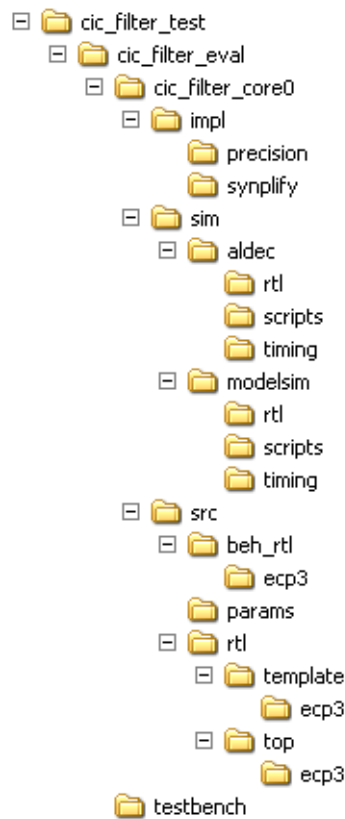 cic_filter_test
cic_filter_eval
cic_filter_core0
impl
precision
synplify
sim
aldec
rtl
scripts
timing
modelsim
rtl
scripts
timing
src
beh_rtl
ecp3
params
rtl
template
ecp3
top
ecp3
testbench